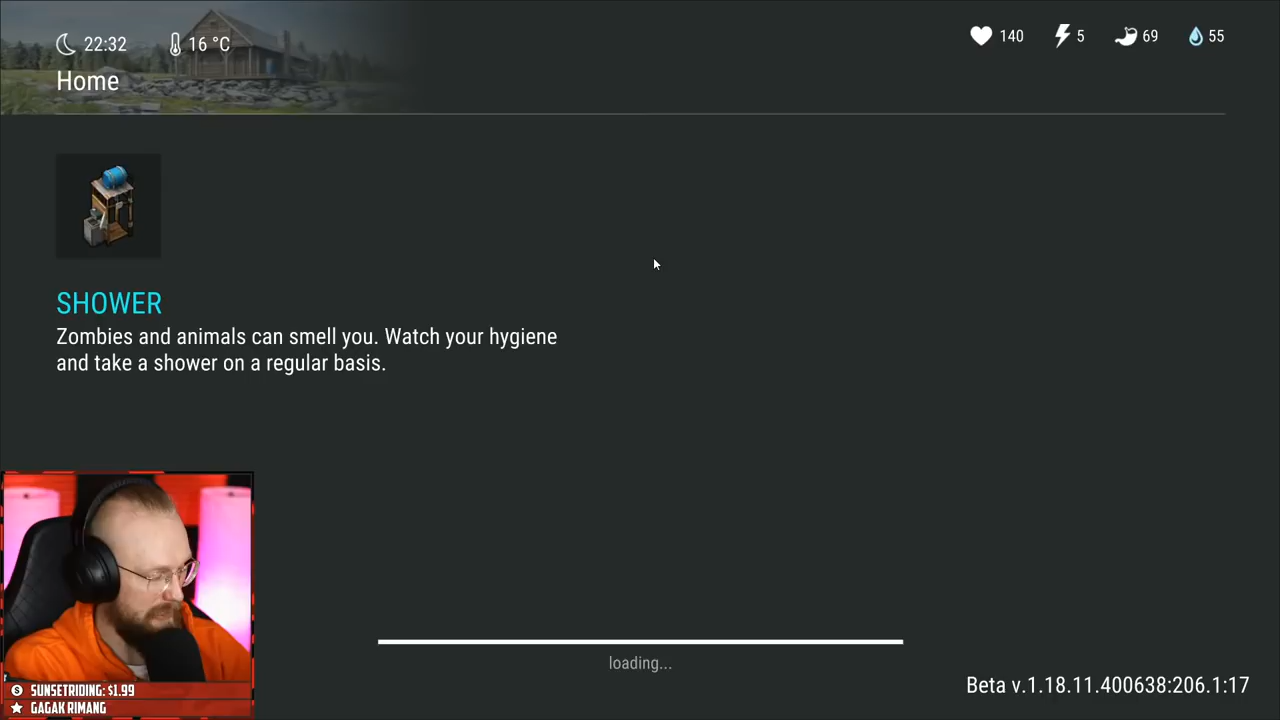 22:32 16 °C 140 5 69 55
Home
SHOWER
Zombies and animals can smell you. Watch your hygiene
and take a shower on a regular basis.
loading...
Beta v.1.18.11.400638:206.1:17
SUNSETRIDING: $1.99
GAGAK RIMANG